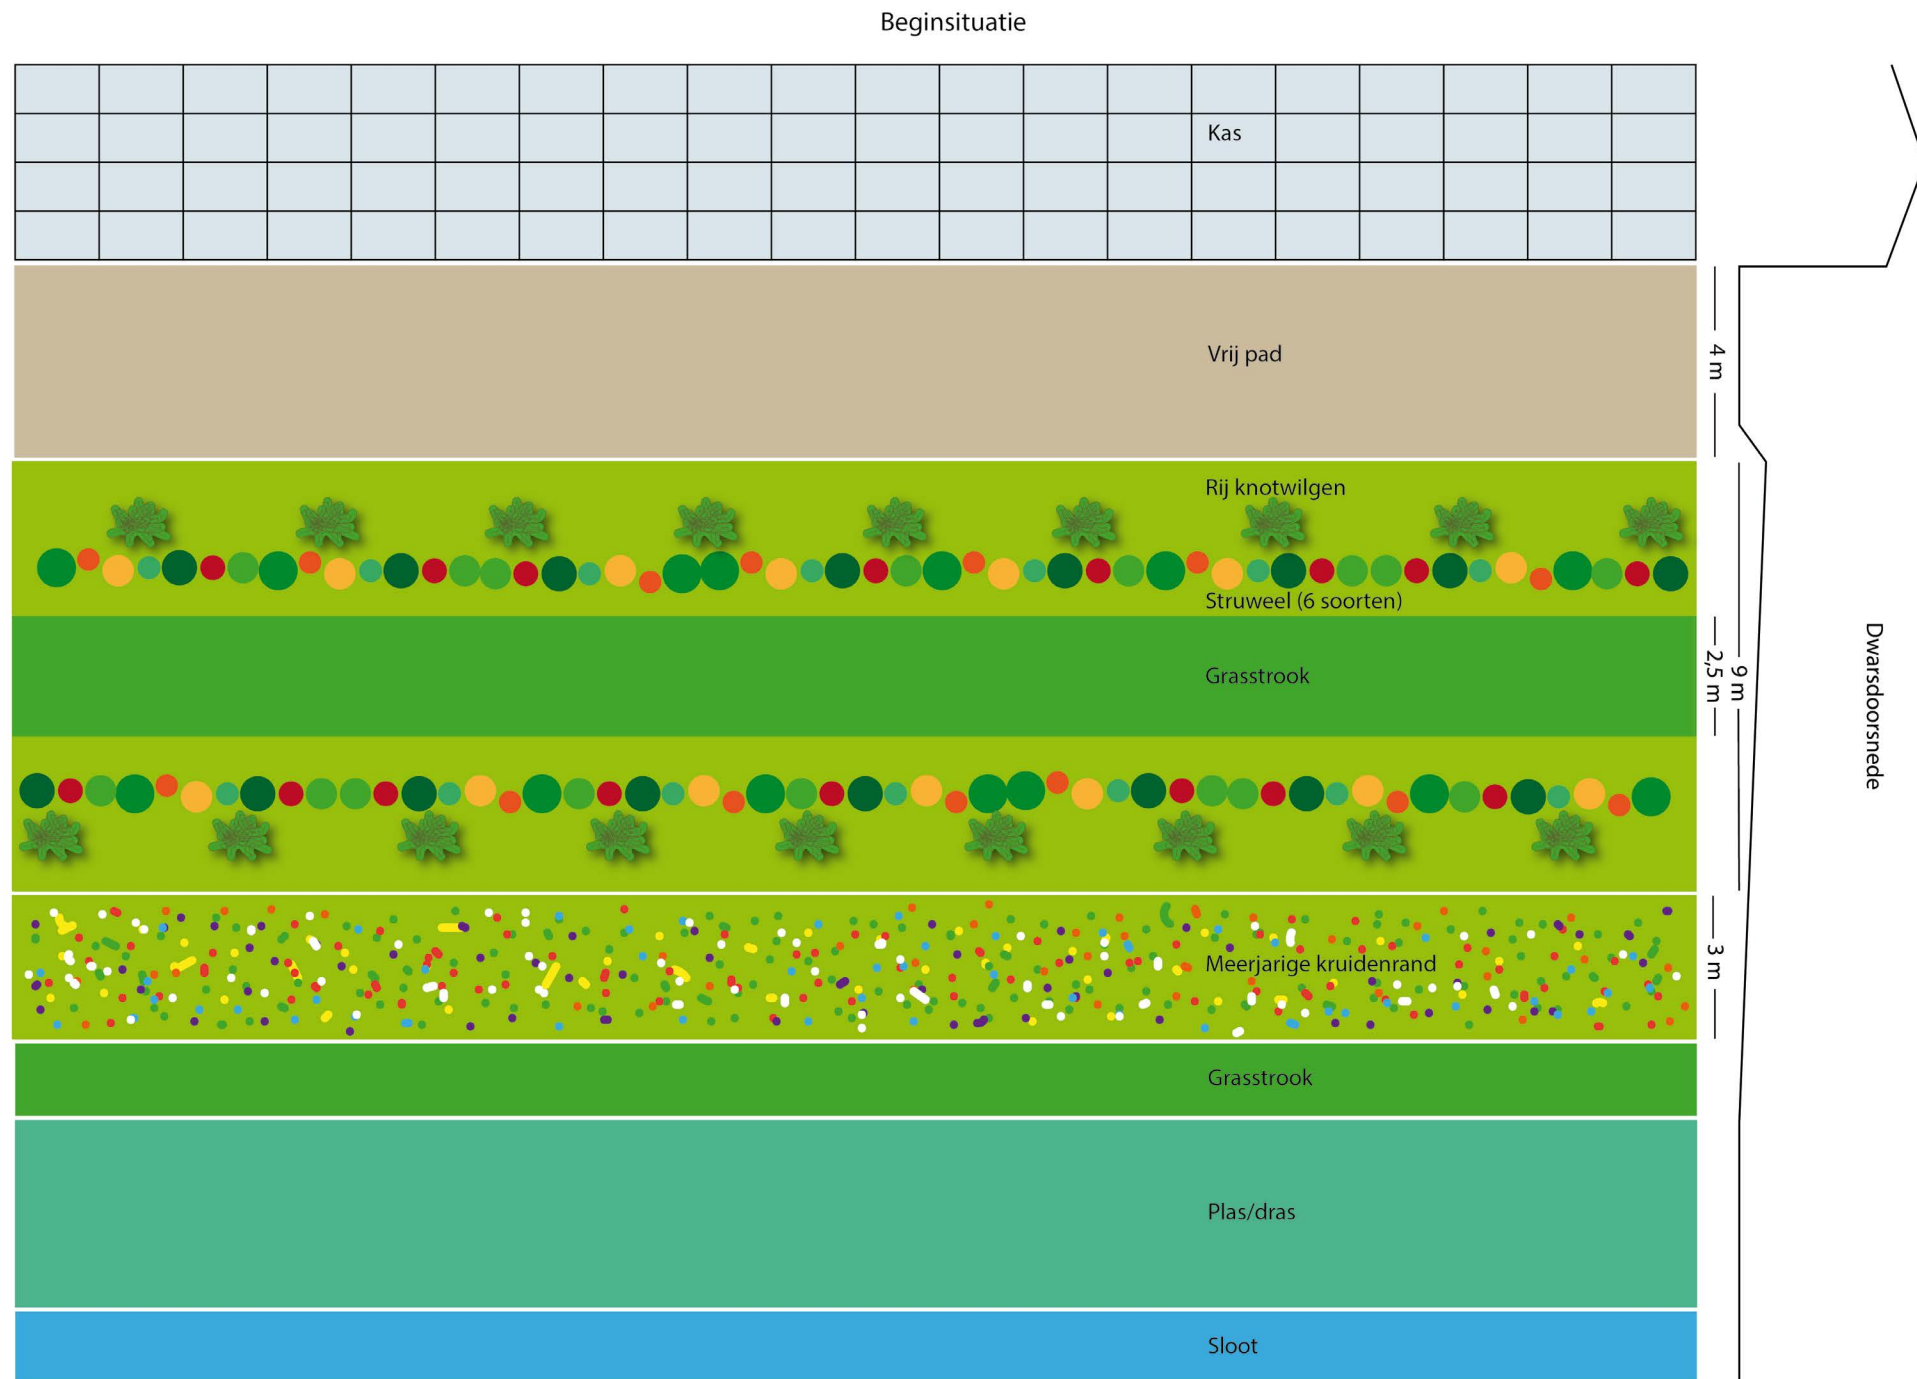 Beginsituatie
Kas
Vrij pad
4 m
Rij knotwilgen
Struweel (6 soorten)
Grasstrook
2,5 m
9 m
Dwarsdoorsnede
Meerjarige kruidenrand
3 m
Grasstrook
Plas/dras
Sloot